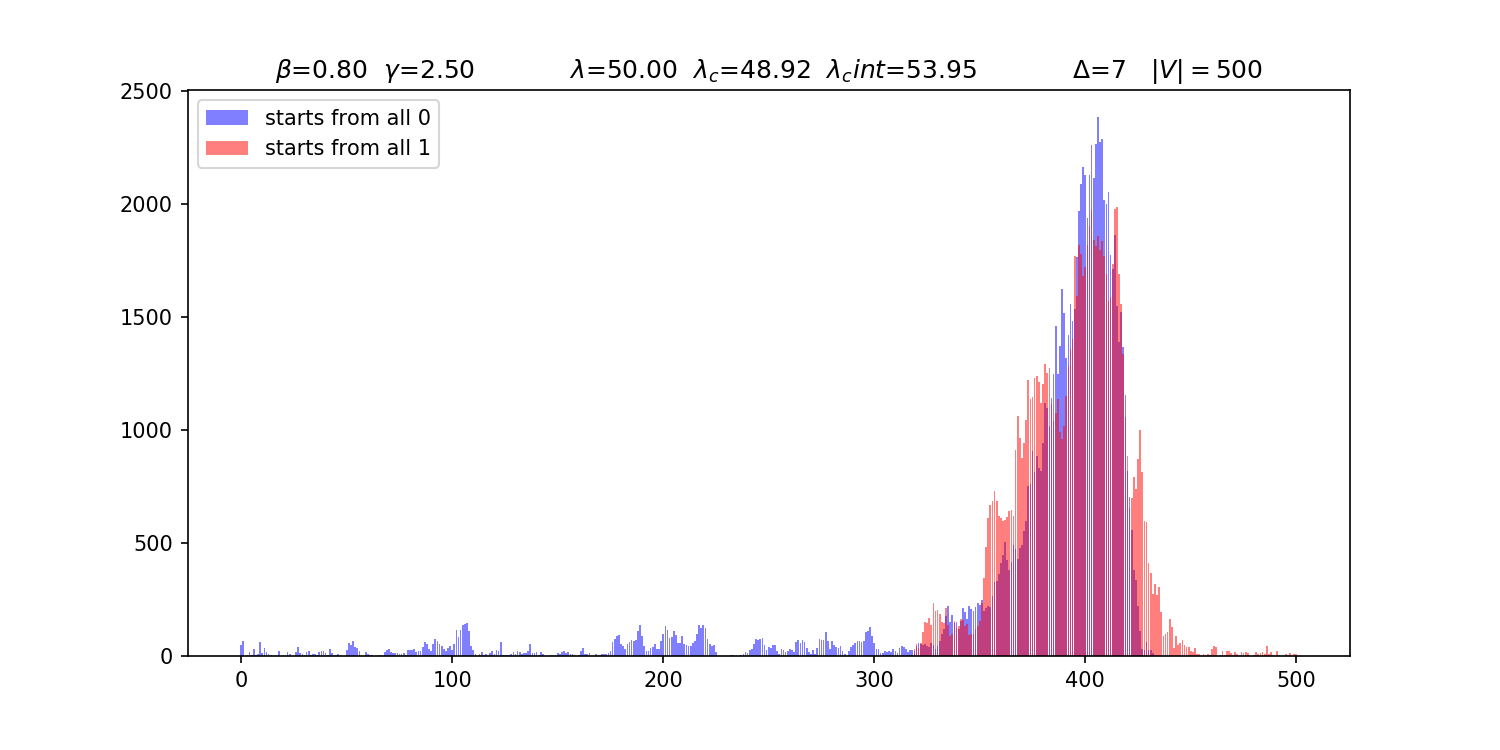 β=0.80 γ=2.50 λ=50.00 λc=48.92 λcint=53.95 Δ=7 |V| = 500
2500
starts from all 0
starts from all 1
2000
1500
1000
500
0
0 100 200 300 400 500